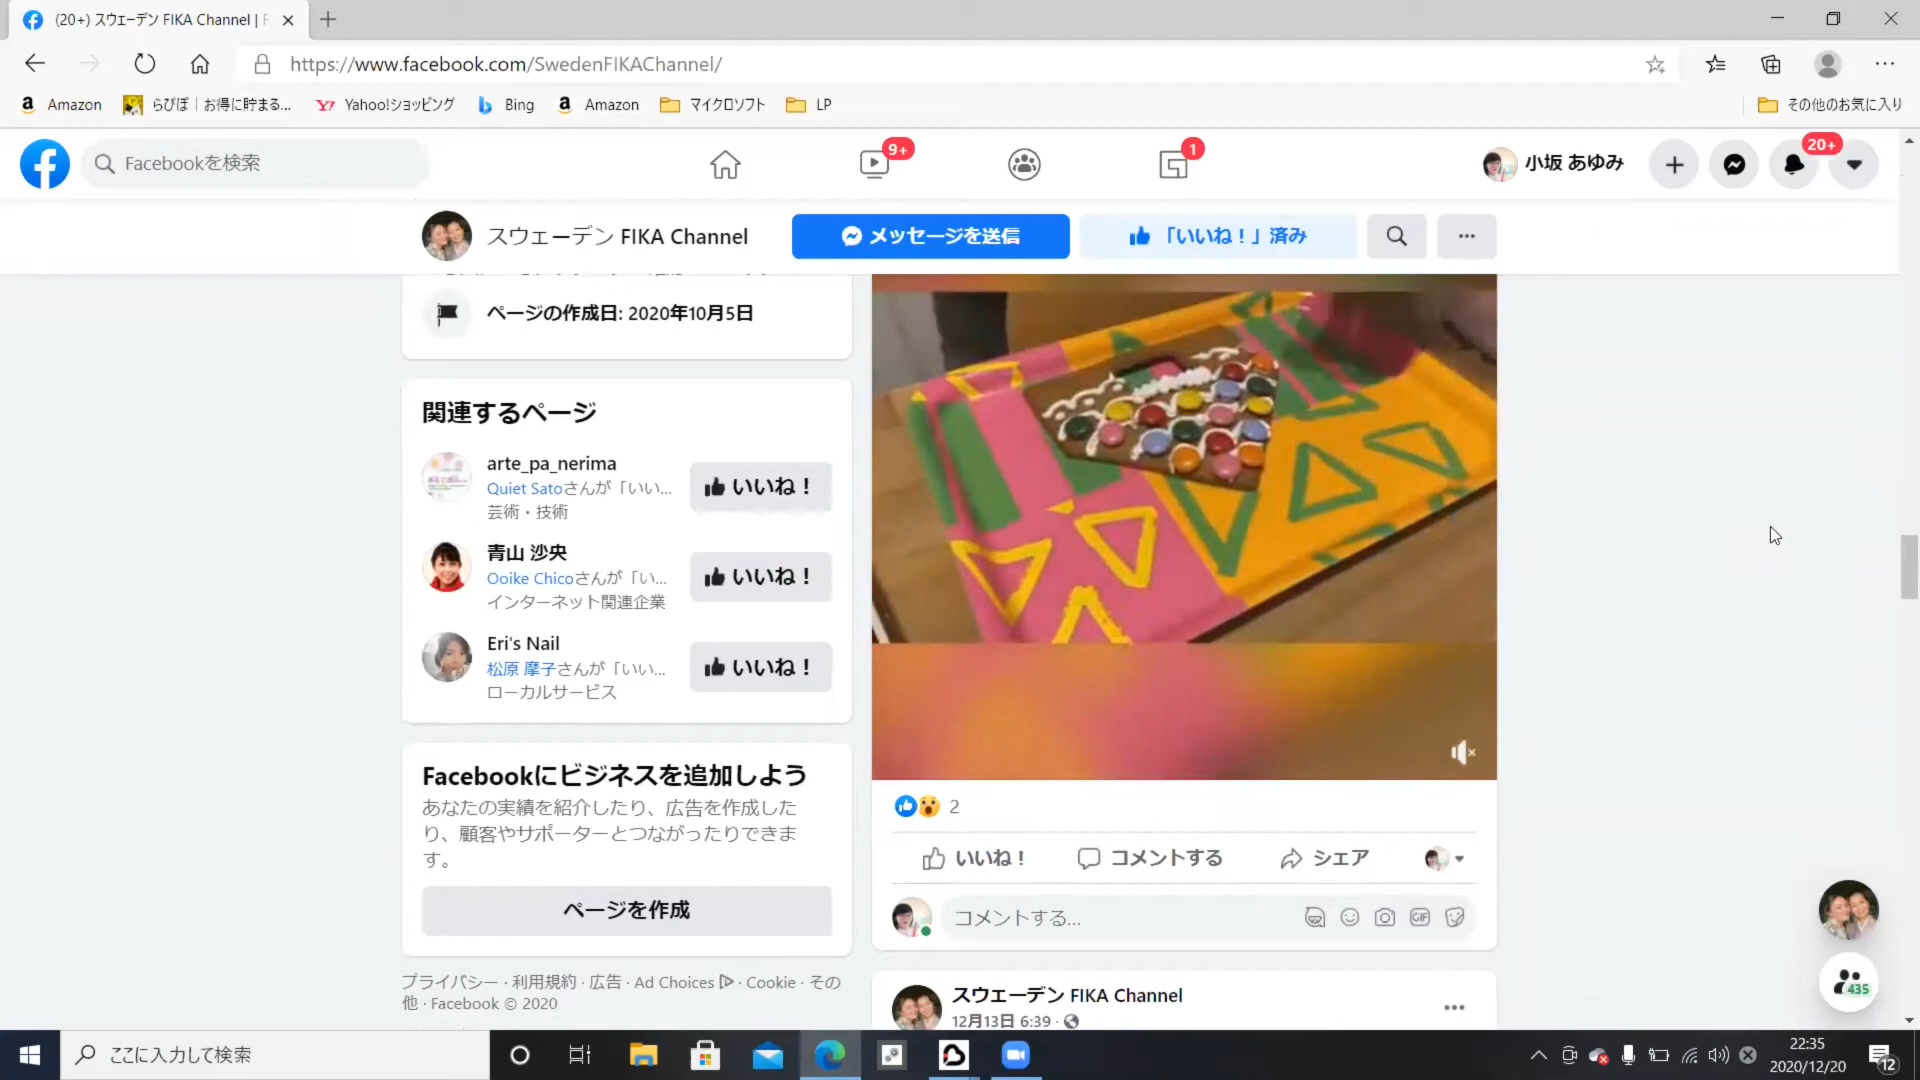 (20+) スウェーデン FIKA Channel | F
https://www.facebook.com/SwedenFIKAChannel/
Amazon
らびぽ｜お得に貯まる...
Yahoo!ショッピング
Bing
Amazon
マイクロソフト
LP
その他のお気に入り
Facebookを検索
9+
1
小坂 あゆみ
20+
スウェーデン FIKA Channel
メッセージを送信
「いいね！」済み
ページの作成日: 2020年10月5日
関連するページ
arte_pa_nerima
Quiet Satoさんが「いい...
芸術・技術
いいね！
青山 沙央
Ooike Chicoさんが「い...
インターネット関連企業
いいね！
Eri's Nail
松原 摩子さんが「いい...
ローカルサービス
いいね！
Facebookにビジネスを追加しよう
あなたの実績を紹介したり、広告を作成した
り、顧客やサポーターとつながったりできま
す。
ページを作成
プライバシー · 利用規約 · 広告 · Ad Choices · Cookie · その
他 · Facebook © 2020
2
いいね！
コメントする
シェア
コメントする...
GIF
スウェーデン FIKA Channel
12月13日 6:39 ·
435
ここに入力して検索
22:35
2020/12/20
12